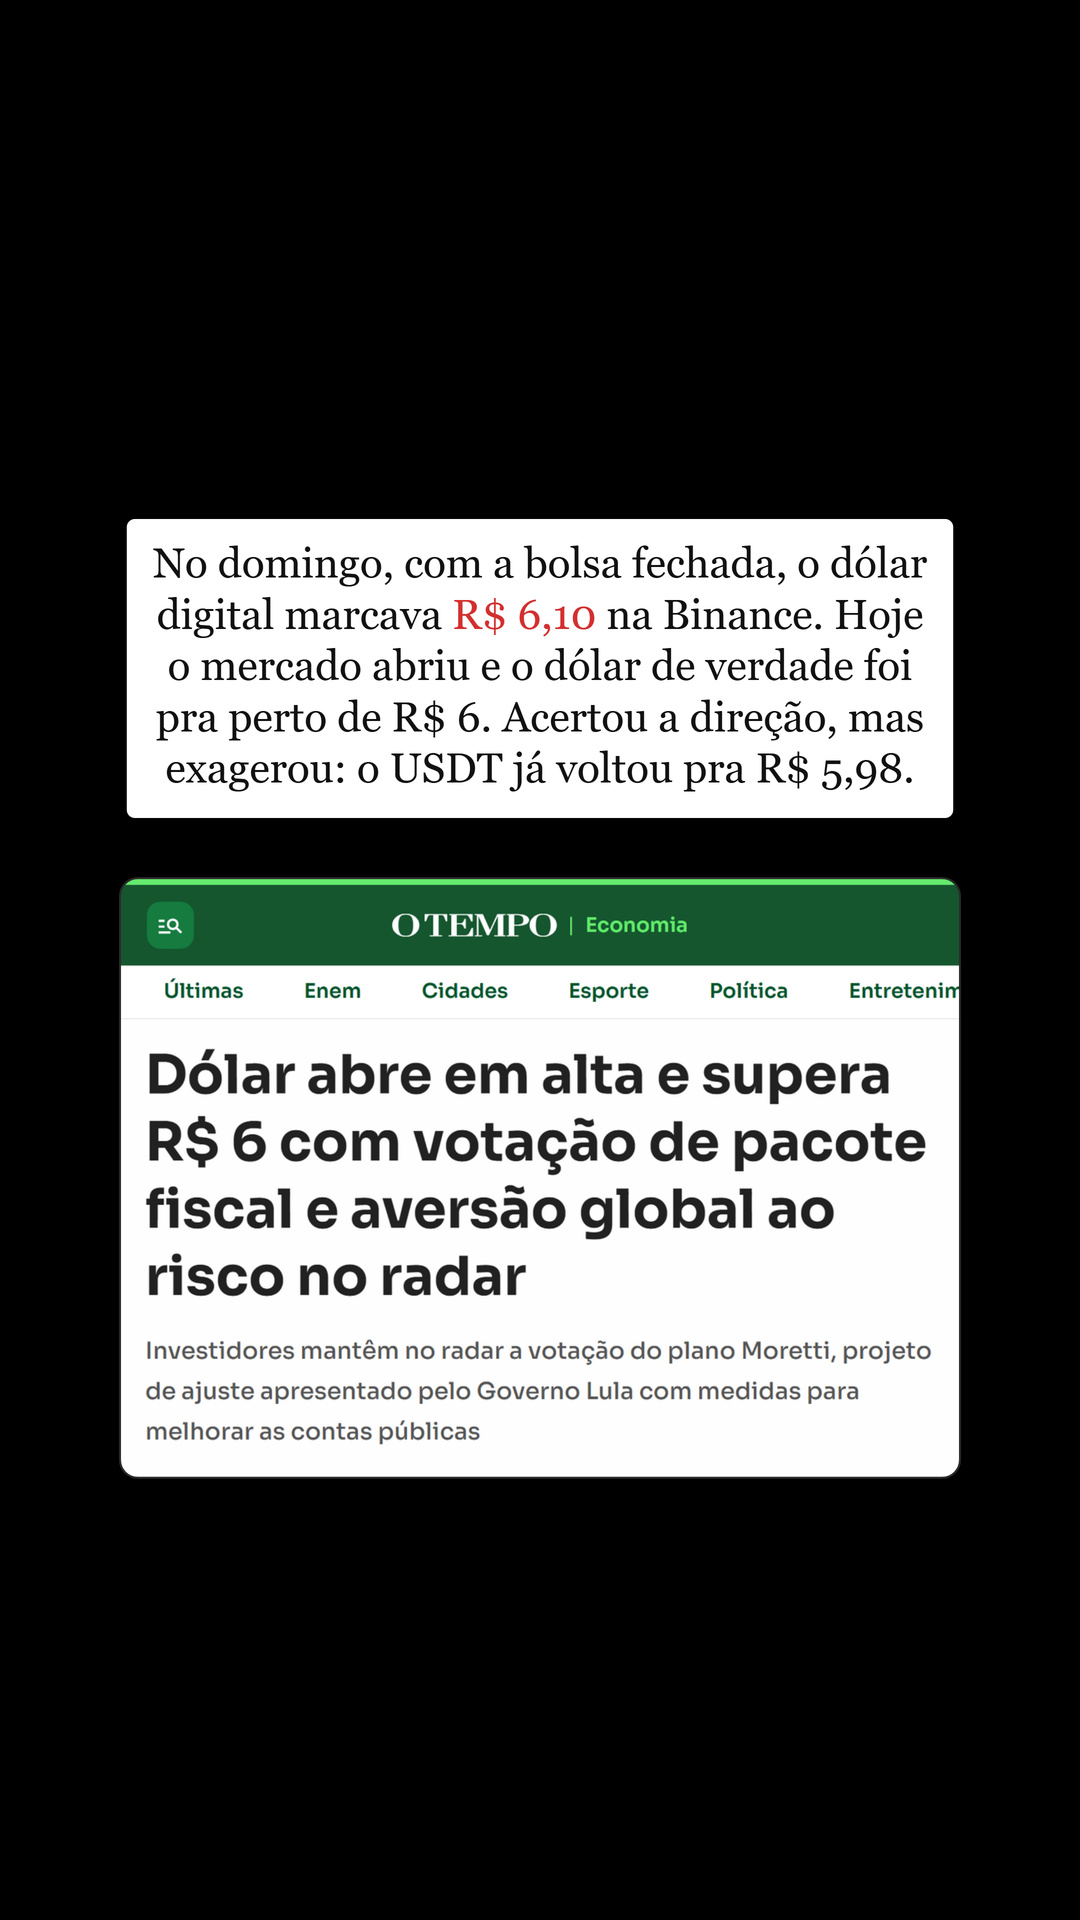 No domingo, com a bolsa fechada, o dólar
digital marcava R$ 6,10 na Binance. Hoje
o mercado abriu e o dólar de verdade foi
pra perto de R$ 6. Acertou a direção, mas
exagerou: o USDT já voltou pra R$ 5,98.
O TEMPO | Economia
Últimas Enem Cidades Esporte Política Entretenim
Dólar abre em alta e supera
R$ 6 com votação de pacote
fiscal e aversão global ao
risco no radar
Investidores mantêm no radar a votação do plano Moretti, projeto
de ajuste apresentado pelo Governo Lula com medidas para
melhorar as contas públicas